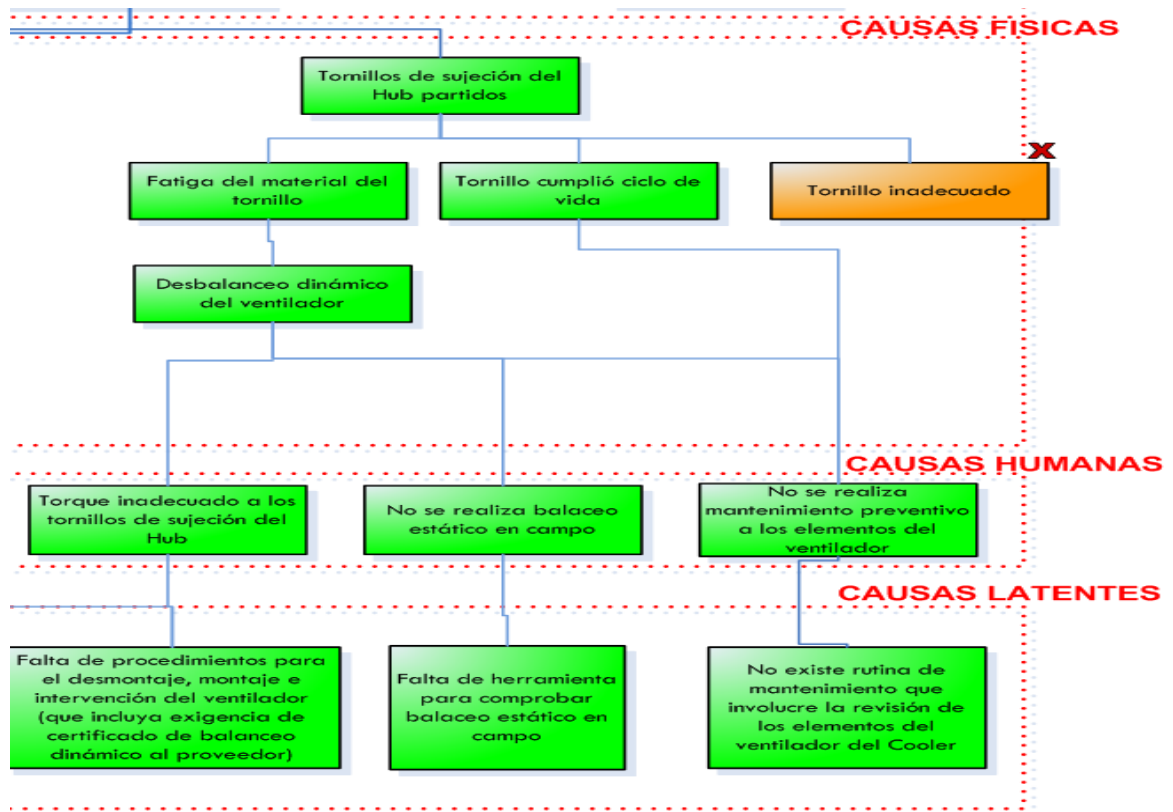 CAUSAS FISICAS
Tornillos de sujeción del
Hub partidos
X
Fatiga del material del
tornillo
Tornillo cumplió ciclo de
vida
Tornillo inadecuado
Desbalanceo dinámico
del ventilador
CAUSAS HUMANAS
Torque inadecuado a los
tornillos de sujeción del
Hub
No se realiza balaceo
estático en campo
No se realiza
mantenimiento preventivo
a los elementos del
ventilador
CAUSAS LATENTES
Falta de procedimientos para
el desmontaje, montaje e
intervención del ventilador
(que incluya exigencia de
certificado de balanceo
dinámico al proveedor)
Falta de herramienta
para comprobar
balaceo estático en
campo
No existe rutina de
mantenimiento que
involucre la revisión de
los elementos del
ventilador del Cooler